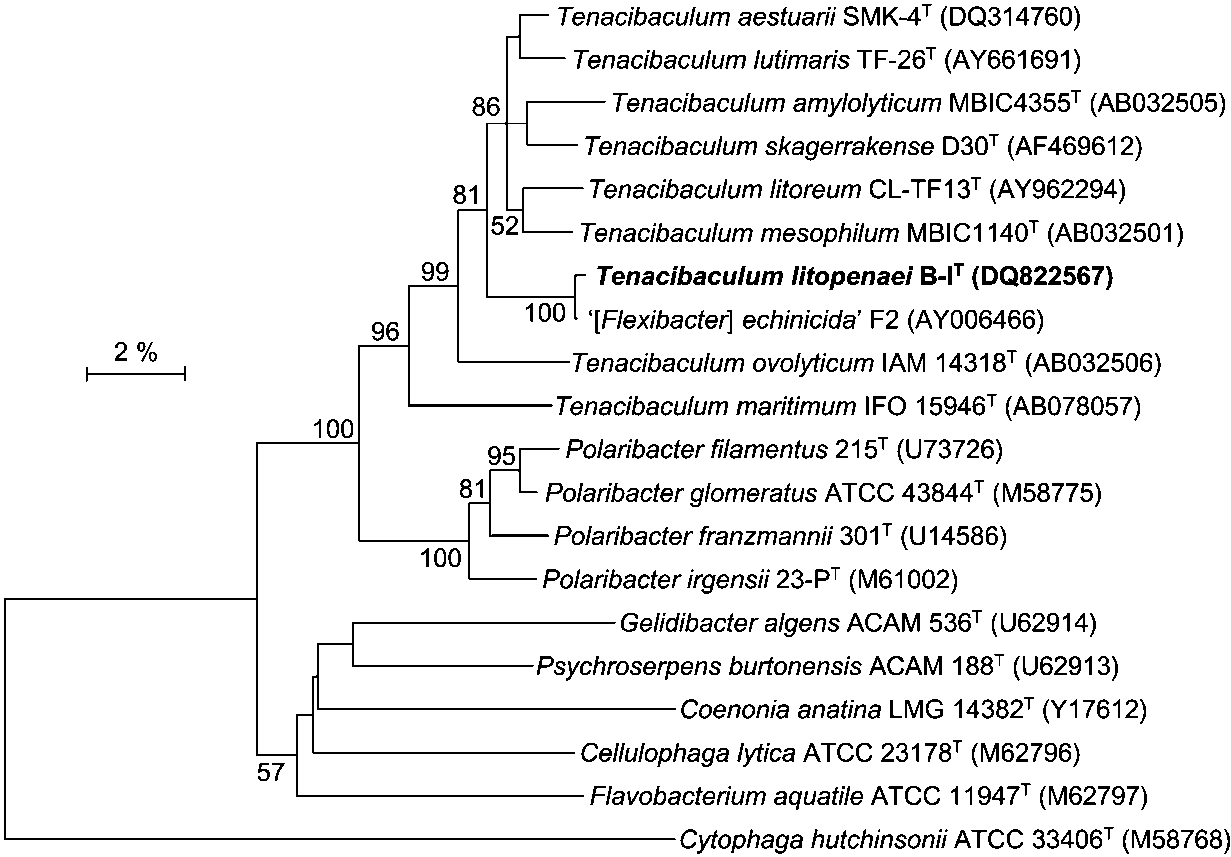 Tenacibaculum aestuarii SMK-4ᵀ (DQ314760)
Tenacibaculum lutimaris TF-26ᵀ (AY661691)
86
Tenacibaculum amylolyticum MBIC4355ᵀ (AB032505)
Tenacibaculum skagerrakense D30ᵀ (AF469612)
81
Tenacibaculum litoreum CL-TF13ᵀ (AY962294)
52
Tenacibaculum mesophilum MBIC1140ᵀ (AB032501)
99
Tenacibaculum litopenaei B-Iᵀ (DQ822567)
100
‘[Flexibacter] echinicida’ F2 (AY006466)
96
2 %
Tenacibaculum ovolyticum IAM 14318ᵀ (AB032506)
Tenacibaculum maritimum IFO 15946ᵀ (AB078057)
100
95
Polaribacter filamentus 215ᵀ (U73726)
81
Polaribacter glomeratus ATCC 43844ᵀ (M58775)
Polaribacter franzmannii 301ᵀ (U14586)
100
Polaribacter irgensii 23-Pᵀ (M61002)
Gelidibacter algens ACAM 536ᵀ (U62914)
Psychroserpens burtonensis ACAM 188ᵀ (U62913)
Coenonia anatina LMG 14382ᵀ (Y17612)
Cellulophaga lytica ATCC 23178ᵀ (M62796)
57
Flavobacterium aquatile ATCC 11947ᵀ (M62797)
Cytophaga hutchinsonii ATCC 33406ᵀ (M58768)